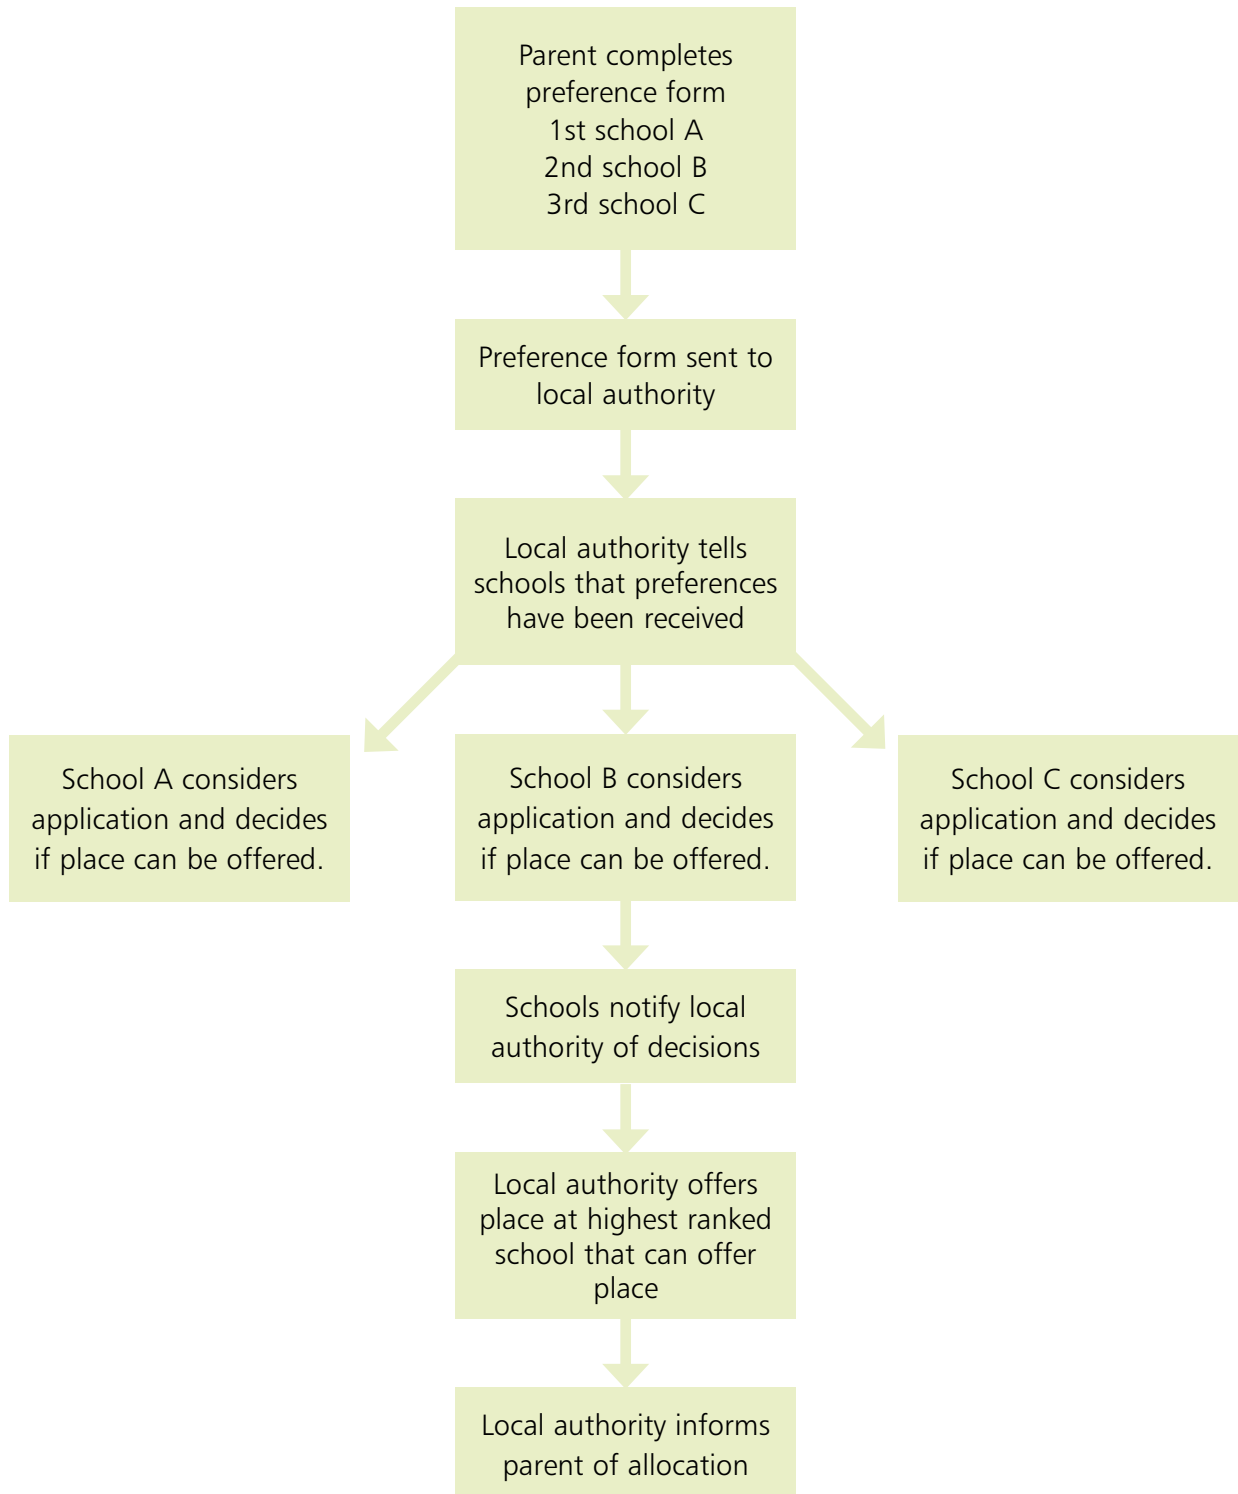 Parent completes
preference form
1st school A
2nd school B
3rd school C
Preference form sent to
local authority
Local authority tells
schools that preferences
have been received
School A considers
application and decides
if place can be offered.
School B considers
application and decides
if place can be offered.
School C considers
application and decides
if place can be offered.
Schools notify local
authority of decisions
Local authority offers
place at highest ranked
school that can offer
place
Local authority informs
parent of allocation